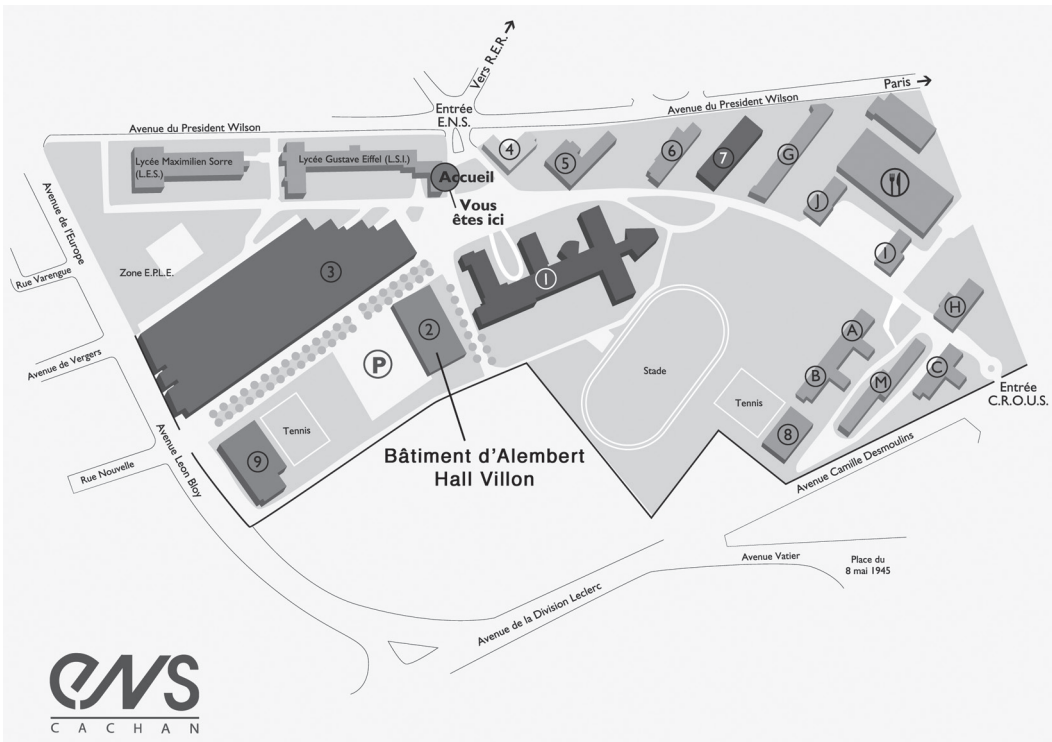 Vers R.E.R.
Paris
Entrée
E.N.S.
Avenue du President Wilson
Avenue du President Wilson
Lycée Maximilien Sorre
(L.E.S.)
Lycée Gustave Eiffel (L.S.I.)
Accueil
Vous
êtes ici
4
5
6
7
G
J
I
H
A
B
M
C
8
1
2
3
9
P
Avenue de l'Europe
Rue Varengue
Zone E.P.L.E.
Avenue de Vergers
Rue Nouvelle
Avenue Leon Bloy
Tennis
Stade
Tennis
Entrée
C.R.O.U.S.
Bâtiment d'Alembert
Hall Villon
Avenue Camille Desmoulins
Avenue Vatier
Place du
8 mai 1945
Avenue de la Division Leclerc
ens
CACHAN